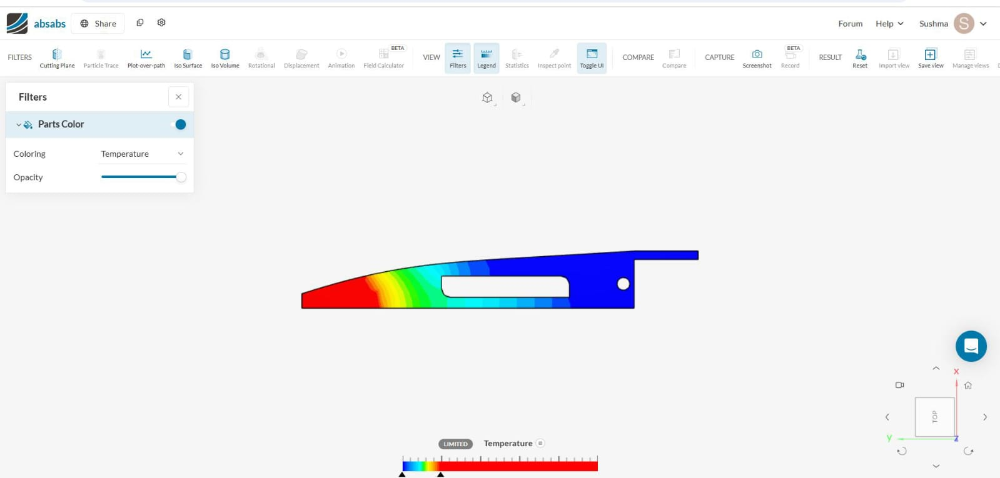 absabs Share Forum Help Sushma S
BETA BETA
FILTERS VIEW COMPARE CAPTURE RESULT
Cutting Plane Particle Trace Plot-over-path Iso Surface Iso Volume Rotational Displacement Animation Field Calculator Filters Legend Statistics Inspect point Toggle UI Compare Screenshot Record Reset Import view Save view Manage views
Filters
Parts Color
Coloring Temperature
Opacity
X
TOP
Y Z
LIMITED Temperature